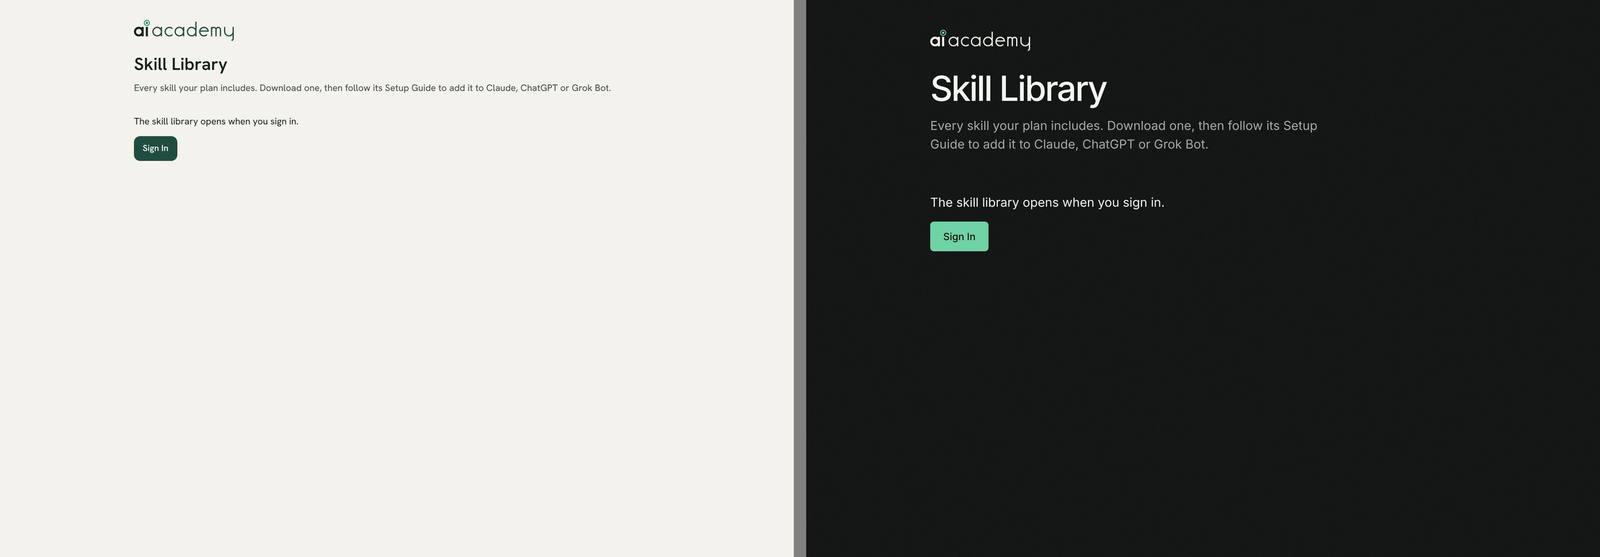 ai academy
Skill Library
Every skill your plan includes. Download one, then follow its Setup Guide to add it to Claude, ChatGPT or Grok Bot.
The skill library opens when you sign in.
Sign In
ai academy
Skill Library
Every skill your plan includes. Download one, then follow its Setup
Guide to add it to Claude, ChatGPT or Grok Bot.
The skill library opens when you sign in.
Sign In